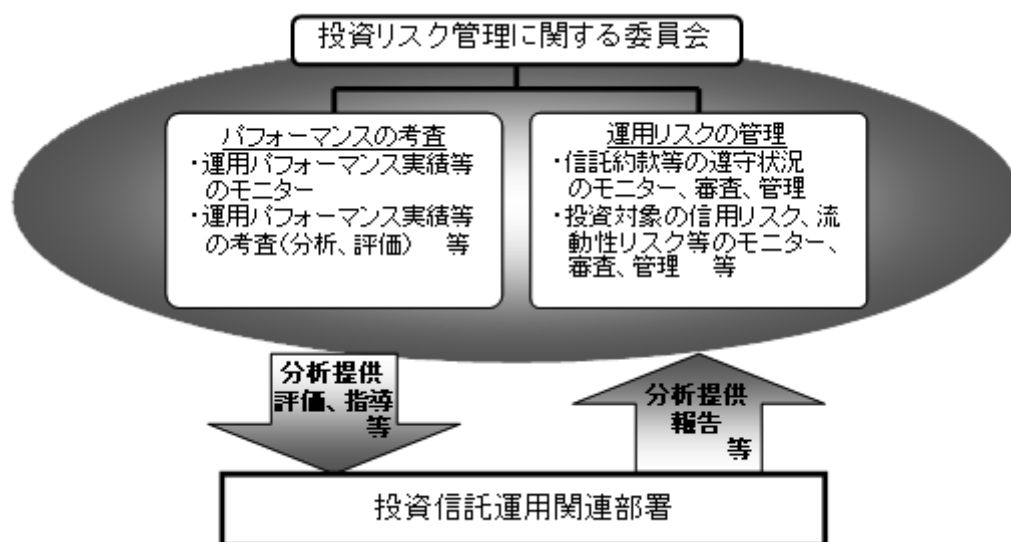 投資リスク管理に関する委員会
パフォーマンスの考査
・運用パフォーマンス実績等
のモニター
・運用パフォーマンス実績等
の考査(分析、評価) 等
運用リスクの管理
・信託約款等の遵守状況
のモニター、審査、管理
・投資対象の信用リスク、流
動性リスク等のモニター、
審査、管理 等
分析提供
評価、指導
等
分析提供
報告
等
投資信託運用関連部署